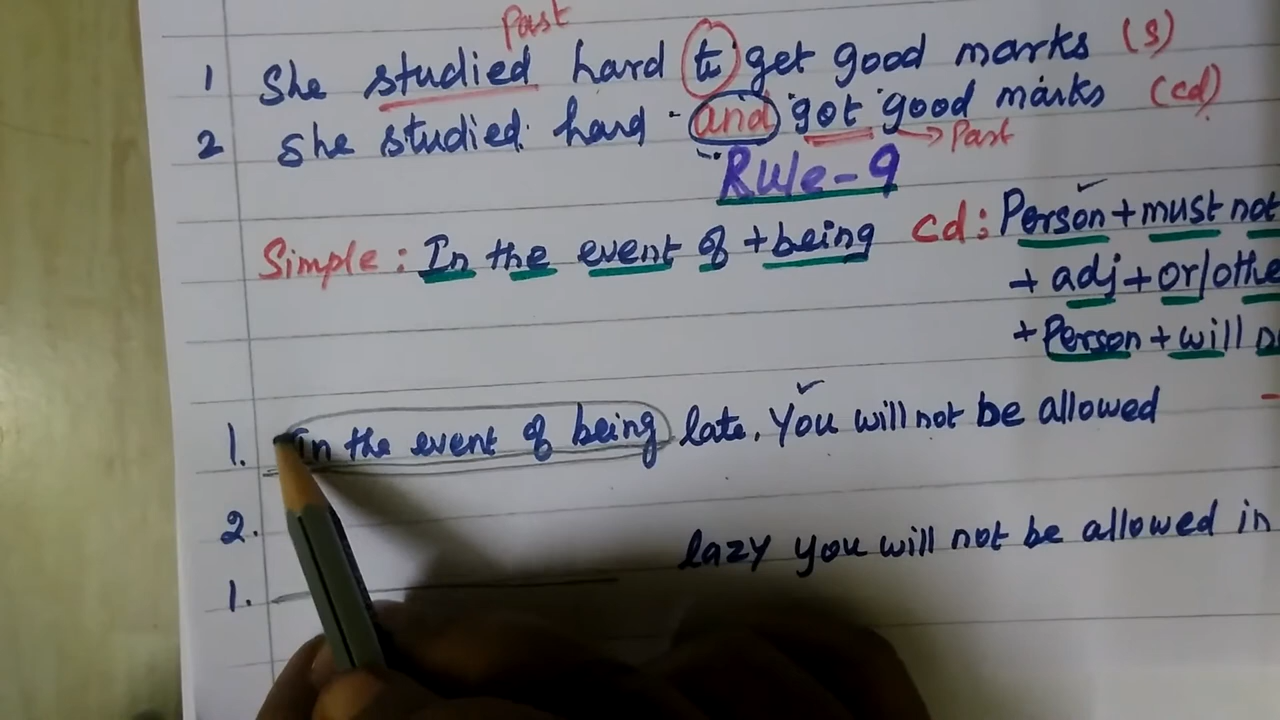 Past
1 She studied hard to get good marks (s)
2 She studied hard and got good marks (cd)
Past
Rule-9
Simple: In the event of + being cd: Person + must not
+ adj + or/othe
+ Person + will
1. In the event of being late, You will not be allowed
2. lazy you will not be allowed in
1.